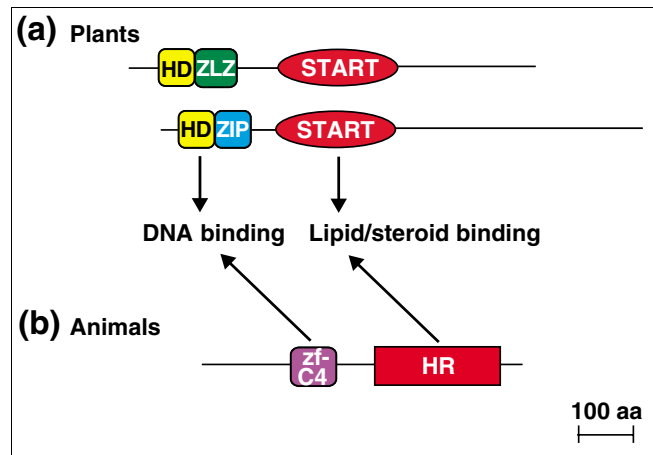 (a) Plants
HD ZLZ START
HD ZIP START
DNA binding Lipid/steroid binding
(b) Animals
zf-
C4
HR
100 aa